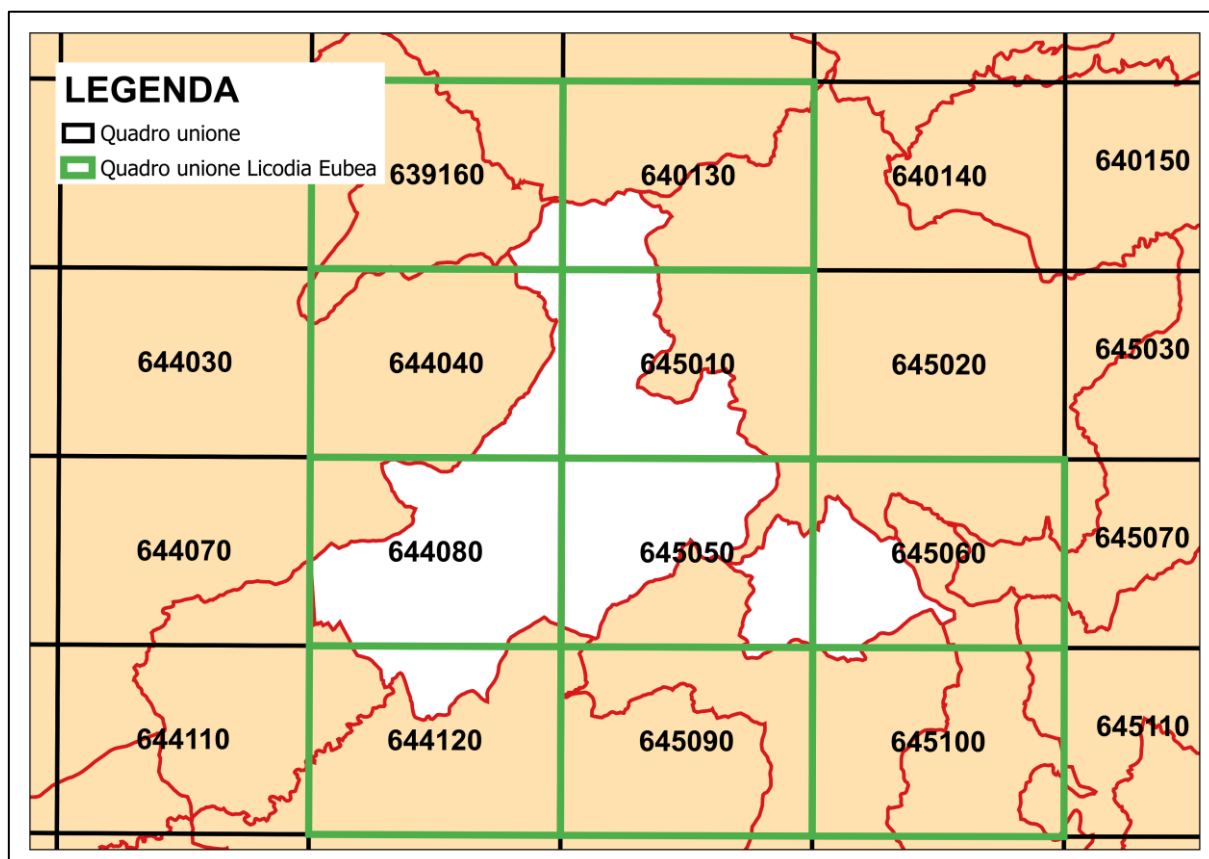 LEGENDA
Quadro unione
Quadro unione Licodia Eubea
639160 640130 640140 640150
644030 644040 645010 645020 645030
644070 644080 645050 645060 645070
644110 644120 645090 645100 645110